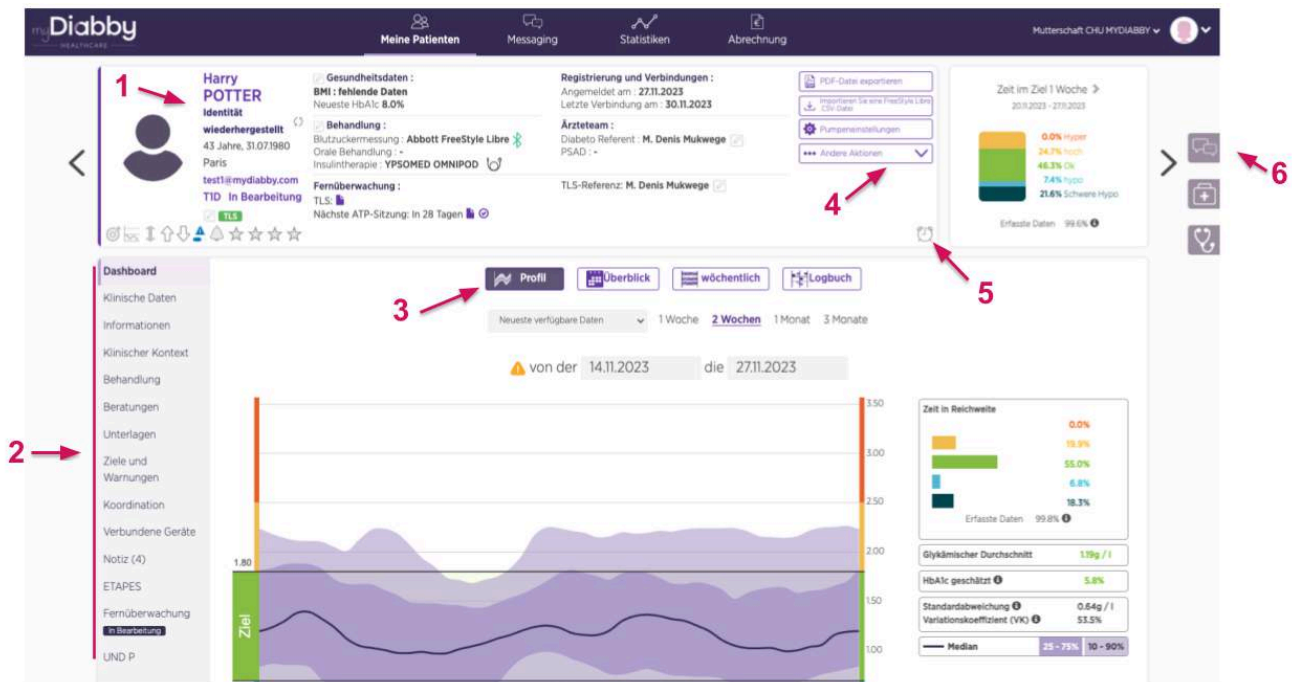 myDiabby
HEALTHCARE
Meine Patienten
Messaging
Statistiken
Abrechnung
Mutterschaft CHU MYDIABBY
1
Harry
POTTER
Identität
wiederhergestellt
43 Jahre, 31.07.1980
Paris
test1@mydiabby.com
T1D In Bearbeitung
TLS
Gesundheitsdaten :
BMI : fehlende Daten
Neueste HbA1c 8.0%
Behandlung :
Blutzuckermessung : Abbott FreeStyle Libre
Orale Behandlung : -
Insulintherapie : YPSOMED OMNIPOD
Fernüberwachung :
TLS:
Nächste ATP-Sitzung: In 28 Tagen
Registrierung und Verbindungen :
Angemeldet am : 27.11.2023
Letzte Verbindung am : 30.11.2023
Ärzteteam :
Diabeto Referent : M. Denis Mukwege
PSAD : -
TLS-Referenz: M. Denis Mukwege
PDF-Datei exportieren
Importieren Sie eine FreeStyle Libre
CSV-Datei
Pumpeneinstellungen
Andere Aktionen
4
Zeit im Ziel 1 Woche
20.11.2023 - 27.11.2023
0.0% Hyper
24.7% hoch
46.3% Ok
7.4% hypo
21.6% Schwere Hypo
Erfasste Daten 99.6%
5
6
2
Dashboard
Klinische Daten
Informationen
Klinischer Kontext
Behandlung
Beratungen
Unterlagen
Ziele und
Warnungen
Koordination
Verbundene Geräte
Notiz (4)
ETAPES
Fernüberwachung
In Bearbeitung
UND P
3
Profil
Überblick
wöchentlich
Logbuch
Neueste verfügbare Daten
1 Woche
2 Wochen
1 Monat
3 Monate
von der 14.11.2023 die 27.11.2023
3.50
3.00
2.50
2.00
1.80
1.50
1.00
Ziel
Zeit in Reichweite
0.0%
19.9%
55.0%
6.8%
18.3%
Erfasste Daten 99.8%
Glykämischer Durchschnitt 1.19g / l
HbA1c geschätzt 5.8%
Standardabweichung 0.64g / l
Variationskoeffizient (VK) 53.5%
Median 25 - 75% 10 - 90%